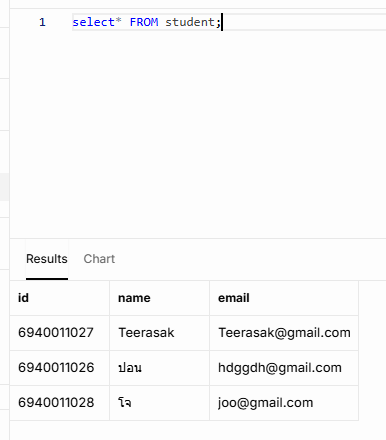 1 select* FROM student;
Results Chart
id name email
6940011027 Teerasak Teerasak@gmail.com
6940011026 ปอน hdggdh@gmail.com
6940011028 โจ joo@gmail.com